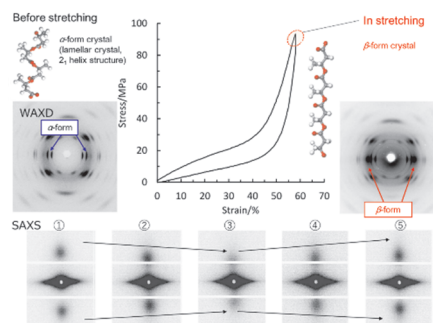 Before stretching
α-form crystal
(lamellar crystal,
2₁ helix structure)
WAXD
α-form
Stress/MPa
100
80
60
40
20
0
0
10
20
30
40
50
60
70
Strain/%
In stretching
β-form crystal
β-form
SAXS
①
②
③
④
⑤